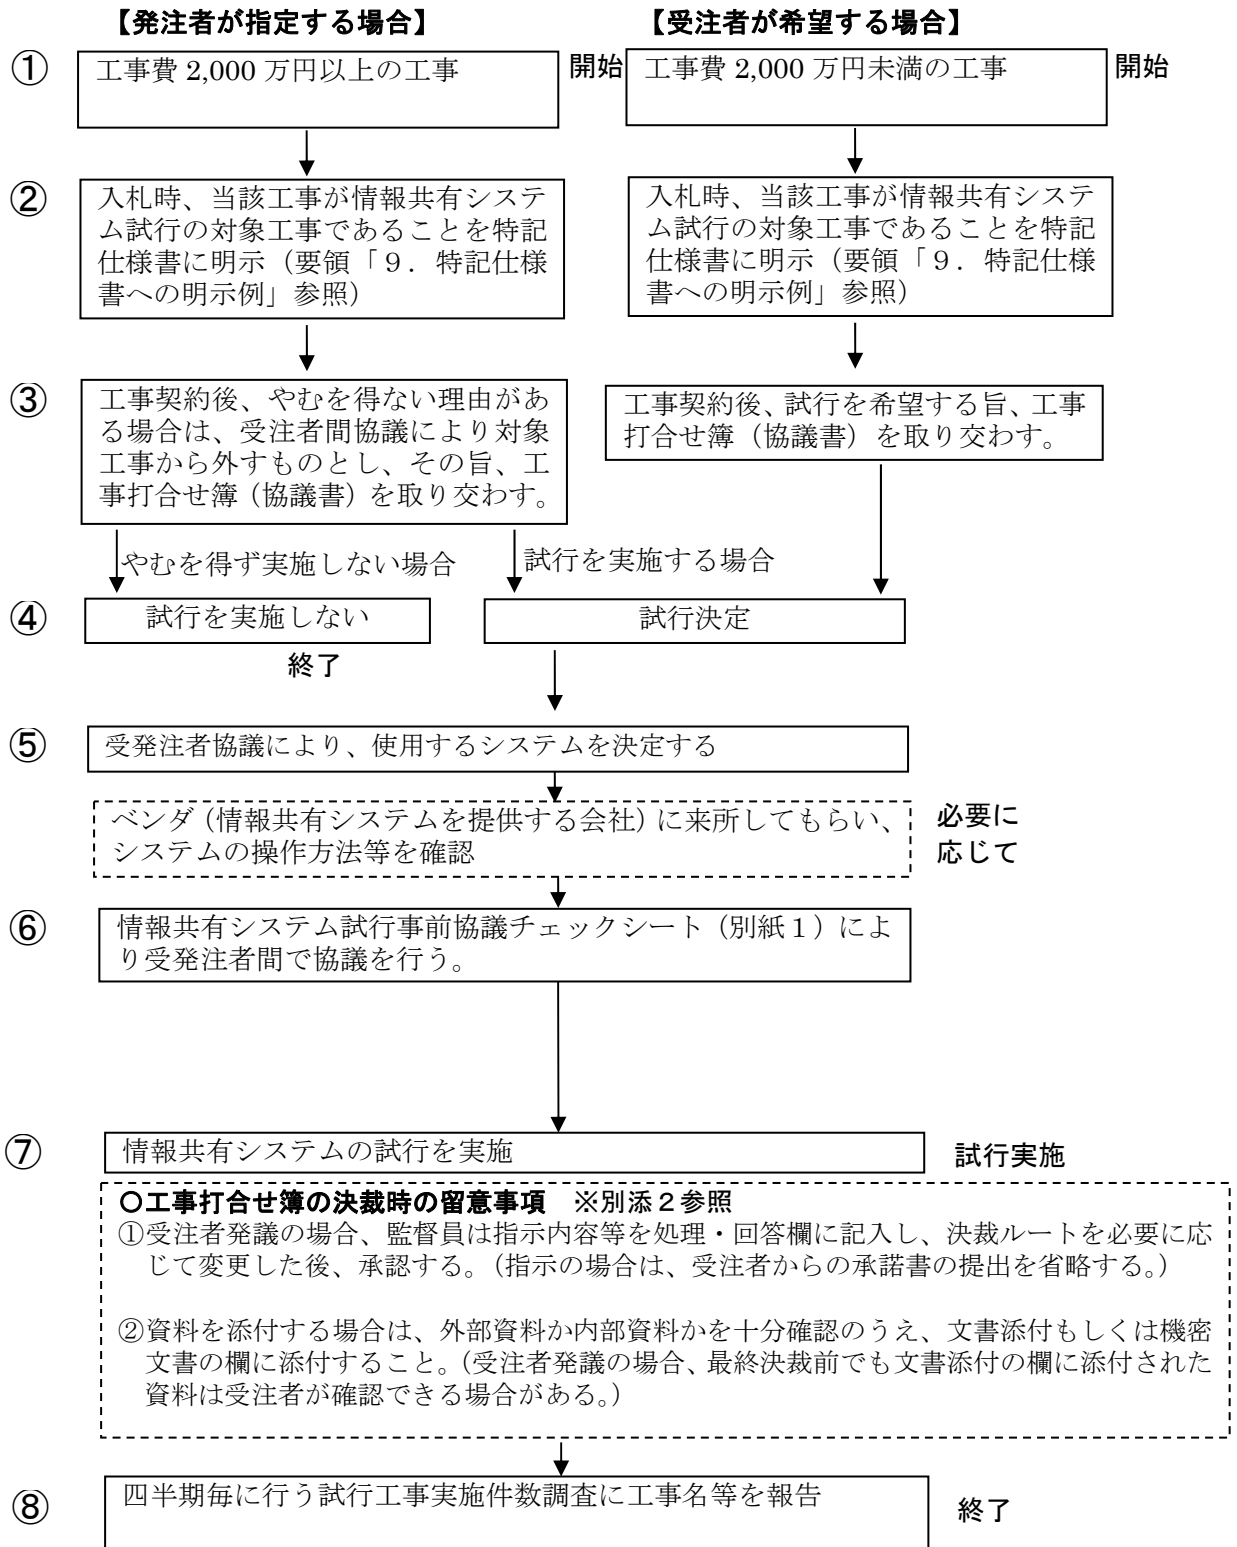 【発注者が指定する場合】
【受注者が希望する場合】
①
工事費 2,000 万円以上の工事
開始
工事費 2,000 万円未満の工事
開始
②
入札時、当該工事が情報共有システ
ム試行の対象工事であることを特記
仕様書に明示（要領「９．特記仕様
書への明示例」参照）
入札時、当該工事が情報共有システ
ム試行の対象工事であることを特記
仕様書に明示（要領「９．特記仕様
書への明示例」参照）
③
工事契約後、やむを得ない理由があ
る場合は、受注者間協議により対象
工事から外すものとし、その旨、工
事打合せ簿（協議書）を取り交わす。
工事契約後、試行を希望する旨、工事
打合せ簿（協議書）を取り交わす。
やむを得ず実施しない場合
試行を実施する場合
④
試行を実施しない
試行決定
終了
⑤
受発注者協議により、使用するシステムを決定する
ベンダ（情報共有システムを提供する会社）に来所してもらい、
システムの操作方法等を確認
必要に
応じて
⑥
情報共有システム試行事前協議チェックシート（別紙１）によ
り受発注者間で協議を行う。
⑦
情報共有システムの試行を実施
試行実施
〇工事打合せ簿の決裁時の留意事項　※別添２参照
①受注者発議の場合、監督員は指示内容等を処理・回答欄に記入し、決裁ルートを必要に応
じて変更した後、承認する。（指示の場合は、受注者からの承諾書の提出を省略する。）
②資料を添付する場合は、外部資料か内部資料かを十分確認のうえ、文書添付もしくは機密
文書の欄に添付すること。（受注者発議の場合、最終決裁前でも文書添付の欄に添付された
資料は受注者が確認できる場合がある。）
⑧
四半期毎に行う試行工事実施件数調査に工事名等を報告
終了